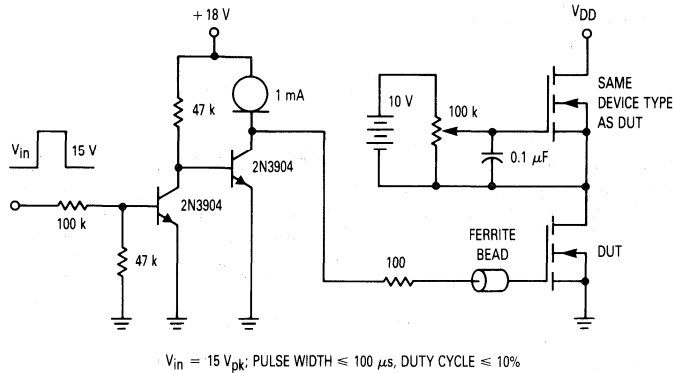 + 18 V
V_DD
47 k
1 mA
SAME
DEVICE TYPE
AS DUT
10 V
100 k
V_in
15 V
2N3904
0.1 μF
2N3904
100 k
47 k
100
FERRITE
BEAD
DUT
V_in = 15 V_pk; PULSE WIDTH ⩽ 100 μs, DUTY CYCLE ⩽ 10%